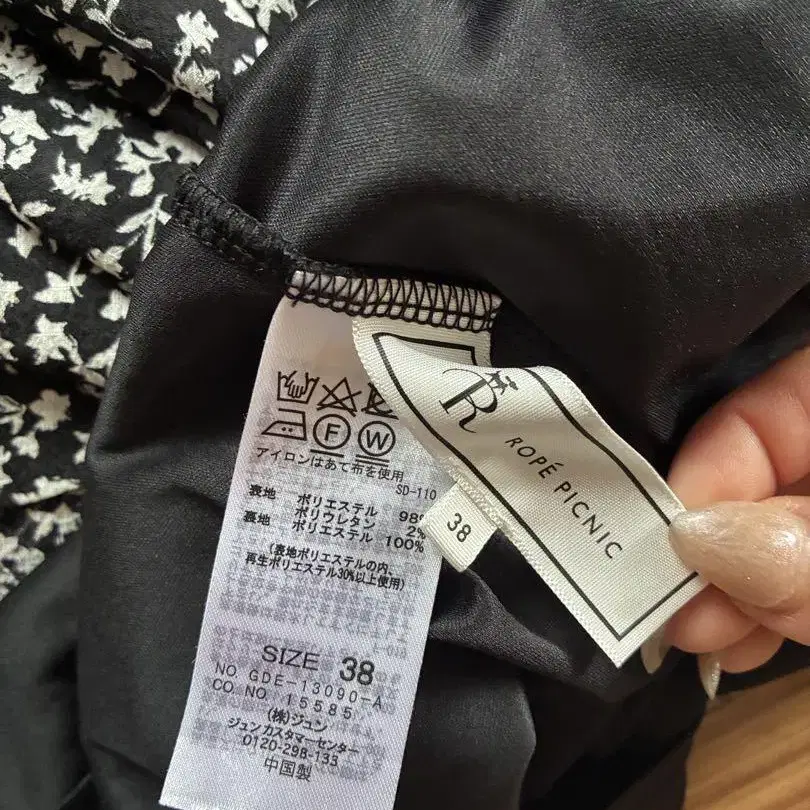 F W
アイロンはあて布を使用
SD-110
表地 ポリエステル 98%
ポリウレタン 2%
裏地 ポリエステル 100%
(表地ポリエステルの内、
再生ポリエステル30%以上使用)
SIZE 38
NO. GDE-13090-A
CO. NO 15585
(株)ジュン
ジュン カスタマーセンター
0120-298-133
中国製
R
ROPÉ PICNIC
38